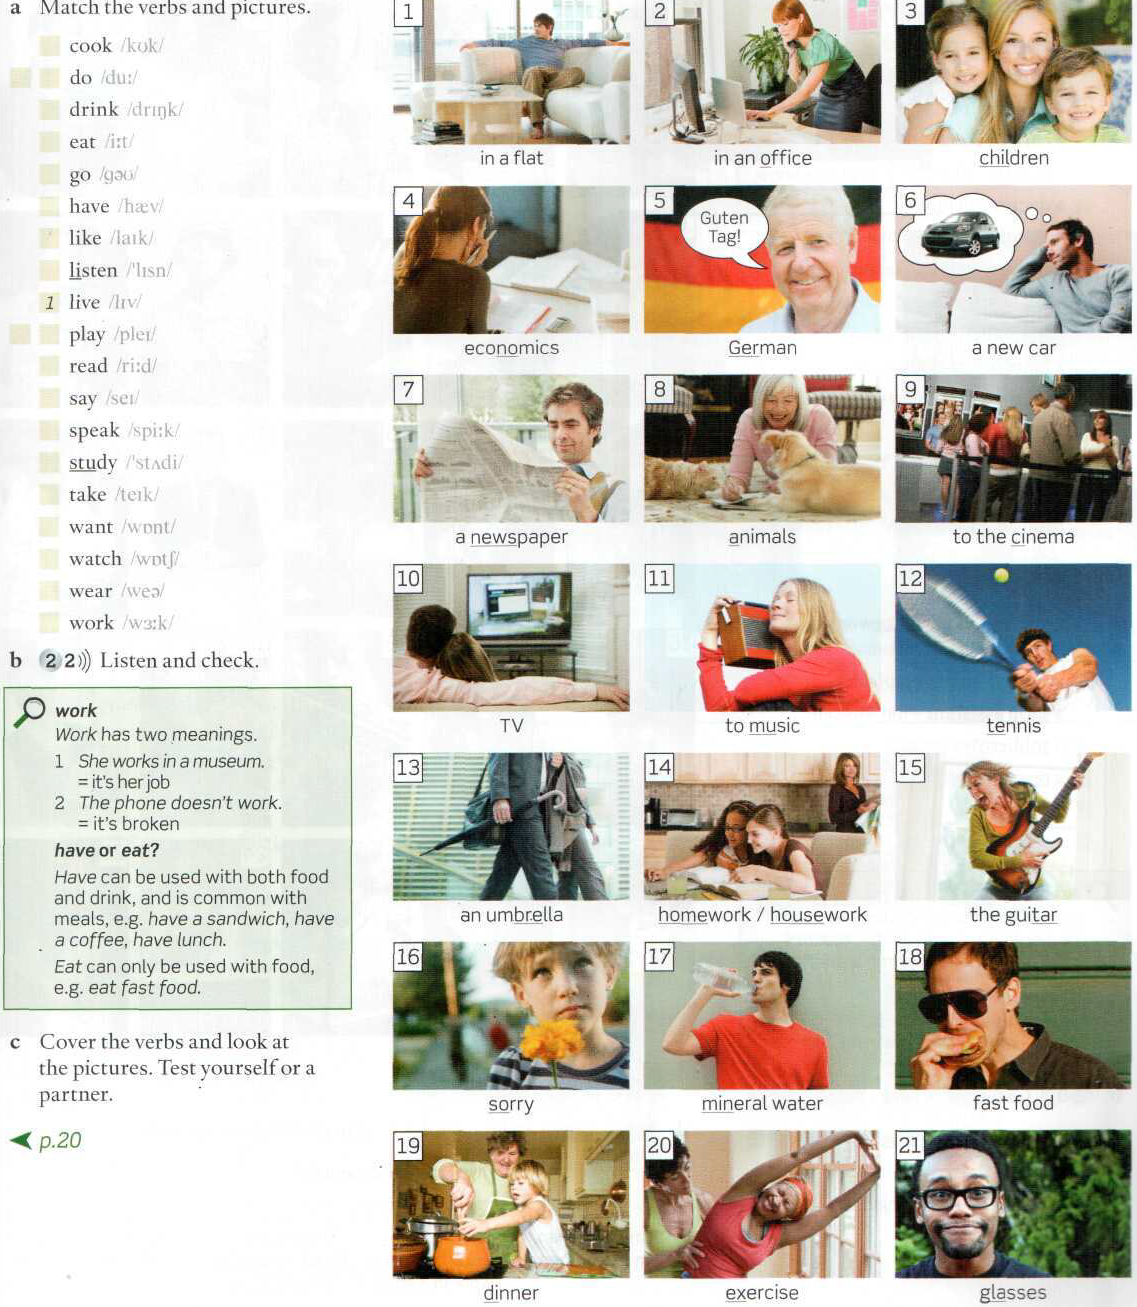 a Match the verbs and pictures.
cook /kʊk/
do /duː/
drink /drɪŋk/
eat /iːt/
go /gəʊ/
have /hæv/
like /laɪk/
listen /ˈlɪsn/
1 live /lɪv/
play /pleɪ/
read /riːd/
say /seɪ/
speak /spiːk/
study /ˈstʌdi/
take /teɪk/
want /wɒnt/
watch /wɒtʃ/
wear /weə/
work /wɜːk/
b 2 2))) Listen and check.
work
Work has two meanings.
1 She works in a museum.
= it's her job
2 The phone doesn't work.
= it's broken
have or eat?
Have can be used with both food
and drink, and is common with
meals, e.g. have a sandwich, have
a coffee, have lunch.
Eat can only be used with food,
e.g. eat fast food.
c Cover the verbs and look at
the pictures. Test yourself or a
partner.
p.20
1
in a flat
2
in an office
3
children
4
economics
5
Guten
Tag!
German
6
a new car
7
a newspaper
8
animals
9
to the cinema
10
TV
11
to music
12
tennis
13
an umbrella
14
homework / housework
15
the guitar
16
sorry
17
mineral water
18
fast food
19
dinner
20
exercise
21
glasses